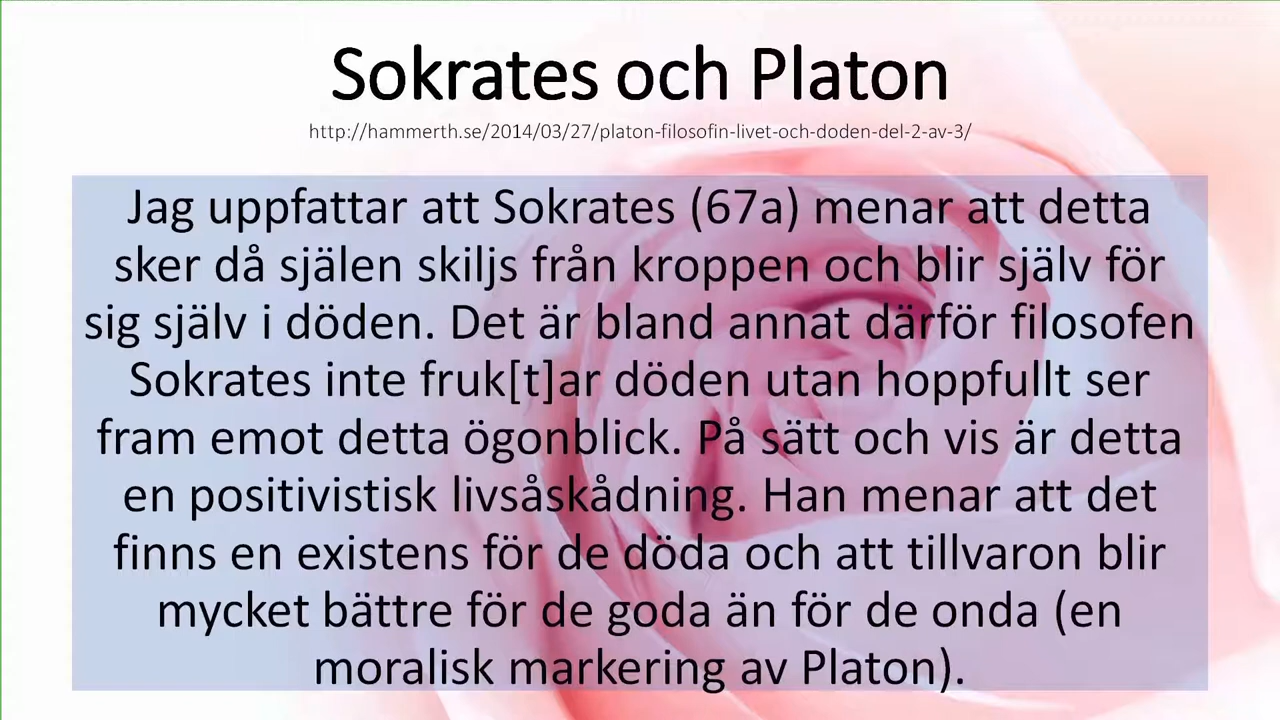 Sokrates och Platon
http://hammerth.se/2014/03/27/platon-filosofin-livet-och-doden-del-2-av-3/
Jag uppfattar att Sokrates (67a) menar att detta
sker då själen skiljs från kroppen och blir själv för
sig själv i döden. Det är bland annat därför filosofen
Sokrates inte fruk[t]ar döden utan hoppfullt ser
fram emot detta ögonblick. På sätt och vis är detta
en positivistisk livsåskådning. Han menar att det
finns en existens för de döda och att tillvaron blir
mycket bättre för de goda än för de onda (en
moralisk markering av Platon).